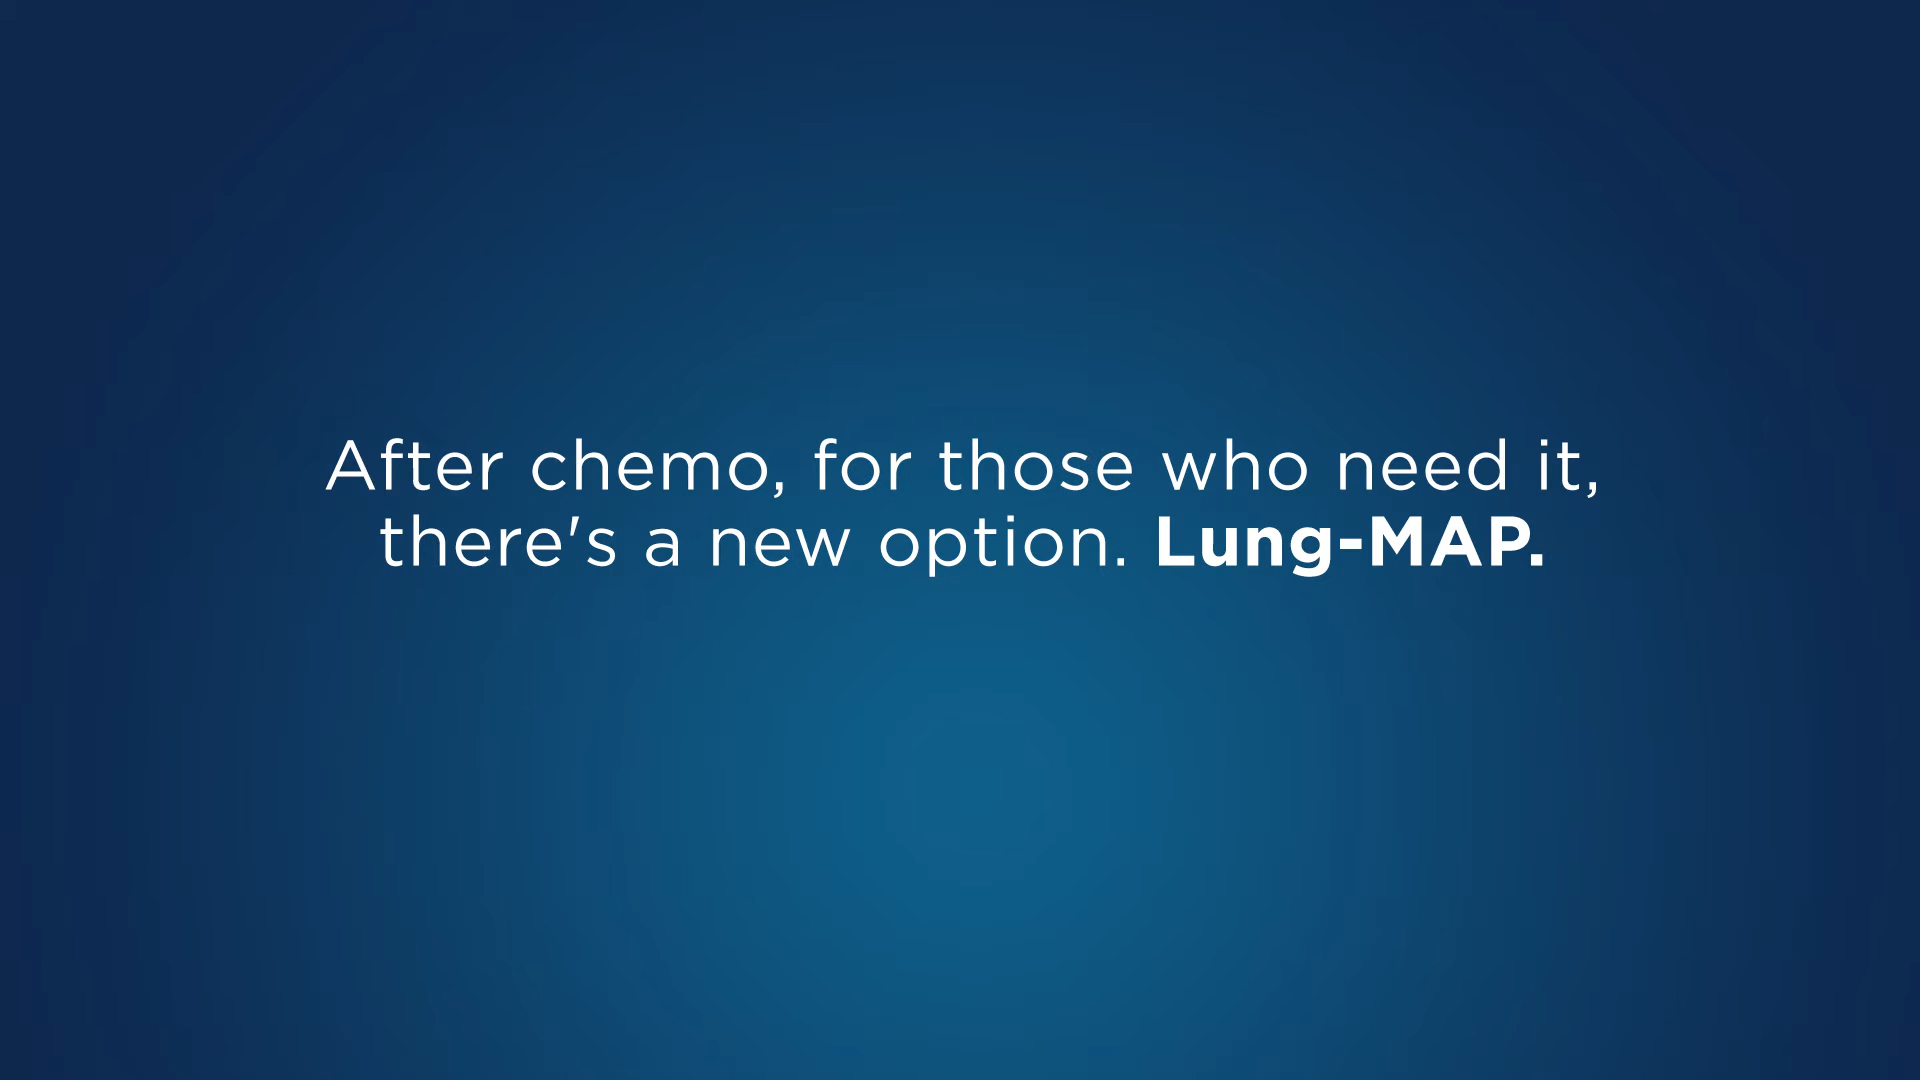 After chemo, for those who need it,
there's a new option. Lung-MAP.